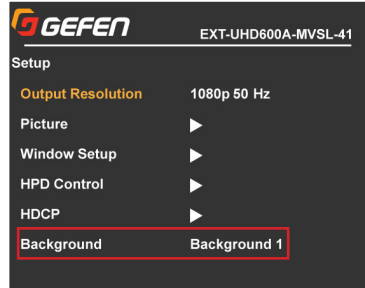 GEFEN
EXT-UHD600A-MVSL-41
Setup
Output Resolution 1080p 50 Hz
Picture
Window Setup
HPD Control
HDCP
Background Background 1